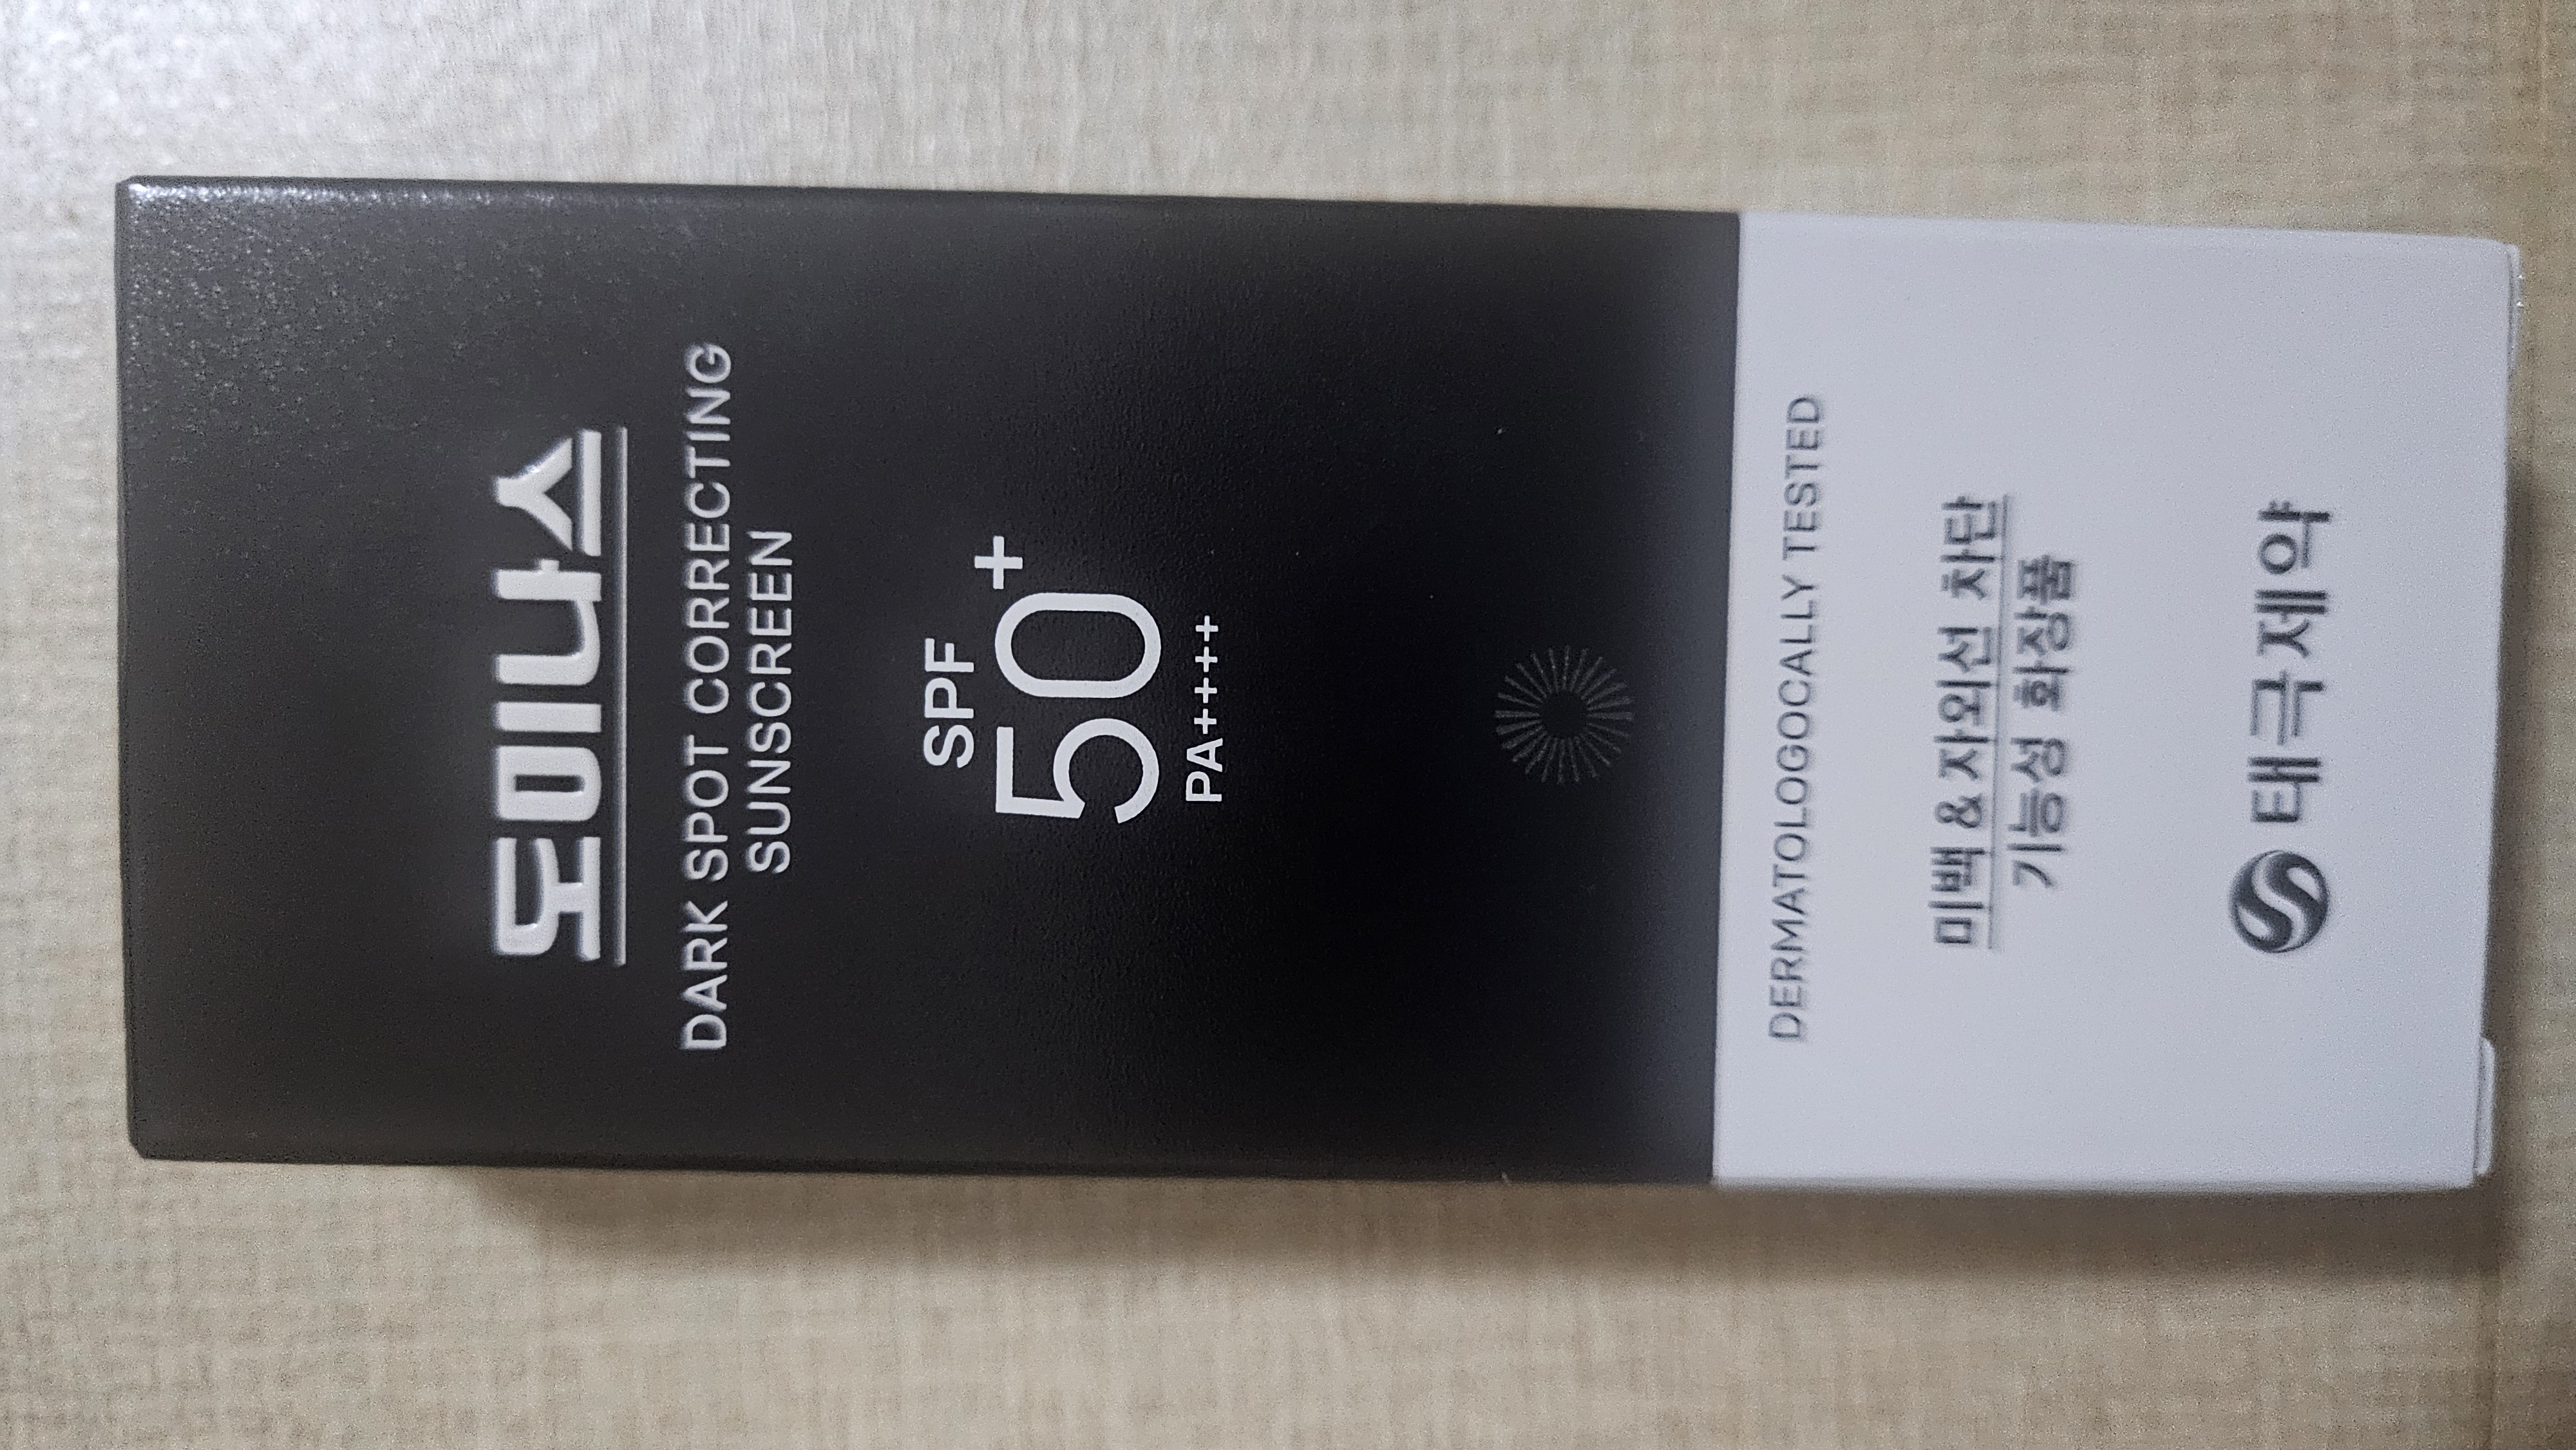 도미나스
DARK SPOT CORRECTING
SUNSCREEN
SPF
50+
PA++++
DERMATOLOGOCALLY TESTED
미백 & 자외선 차단
기능성 화장품
태극제약